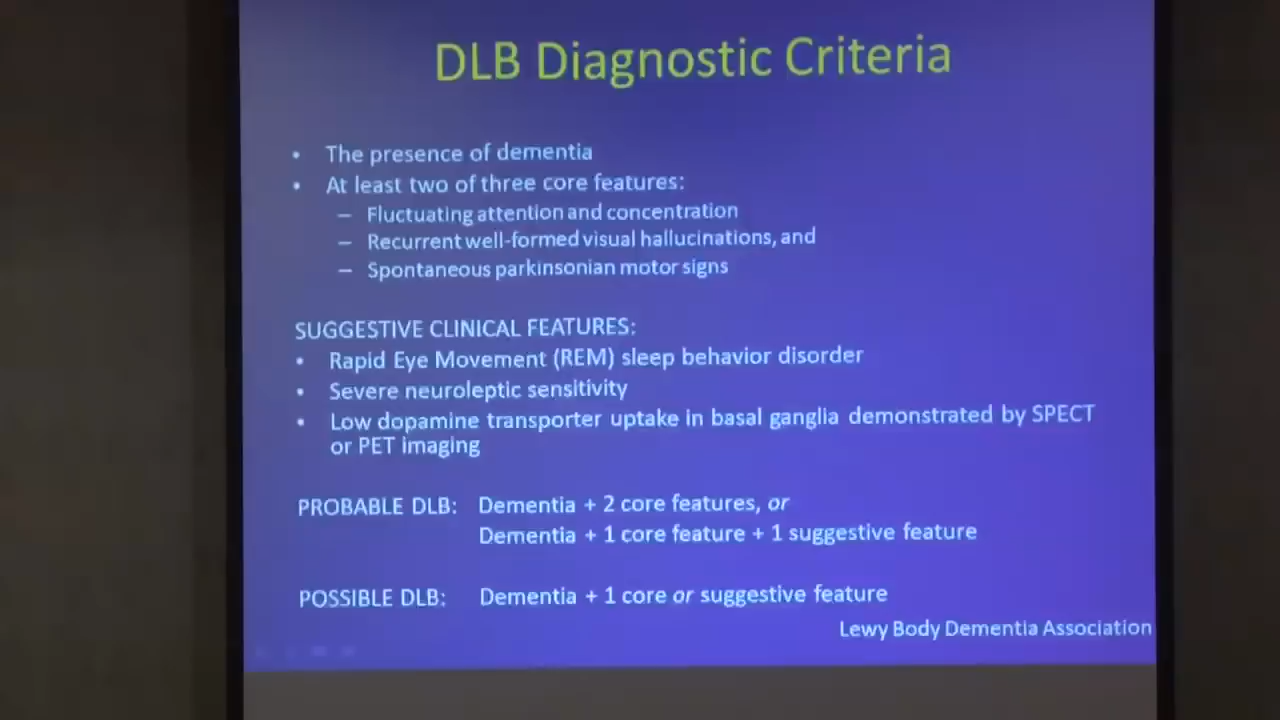 DLB Diagnostic Criteria
• The presence of dementia
• At least two of three core features:
– Fluctuating attention and concentration
– Recurrent well-formed visual hallucinations, and
– Spontaneous parkinsonian motor signs
SUGGESTIVE CLINICAL FEATURES:
• Rapid Eye Movement (REM) sleep behavior disorder
• Severe neuroleptic sensitivity
• Low dopamine transporter uptake in basal ganglia demonstrated by SPECT
or PET imaging
PROBABLE DLB: Dementia + 2 core features, or
Dementia + 1 core feature + 1 suggestive feature
POSSIBLE DLB: Dementia + 1 core or suggestive feature
Lewy Body Dementia Association